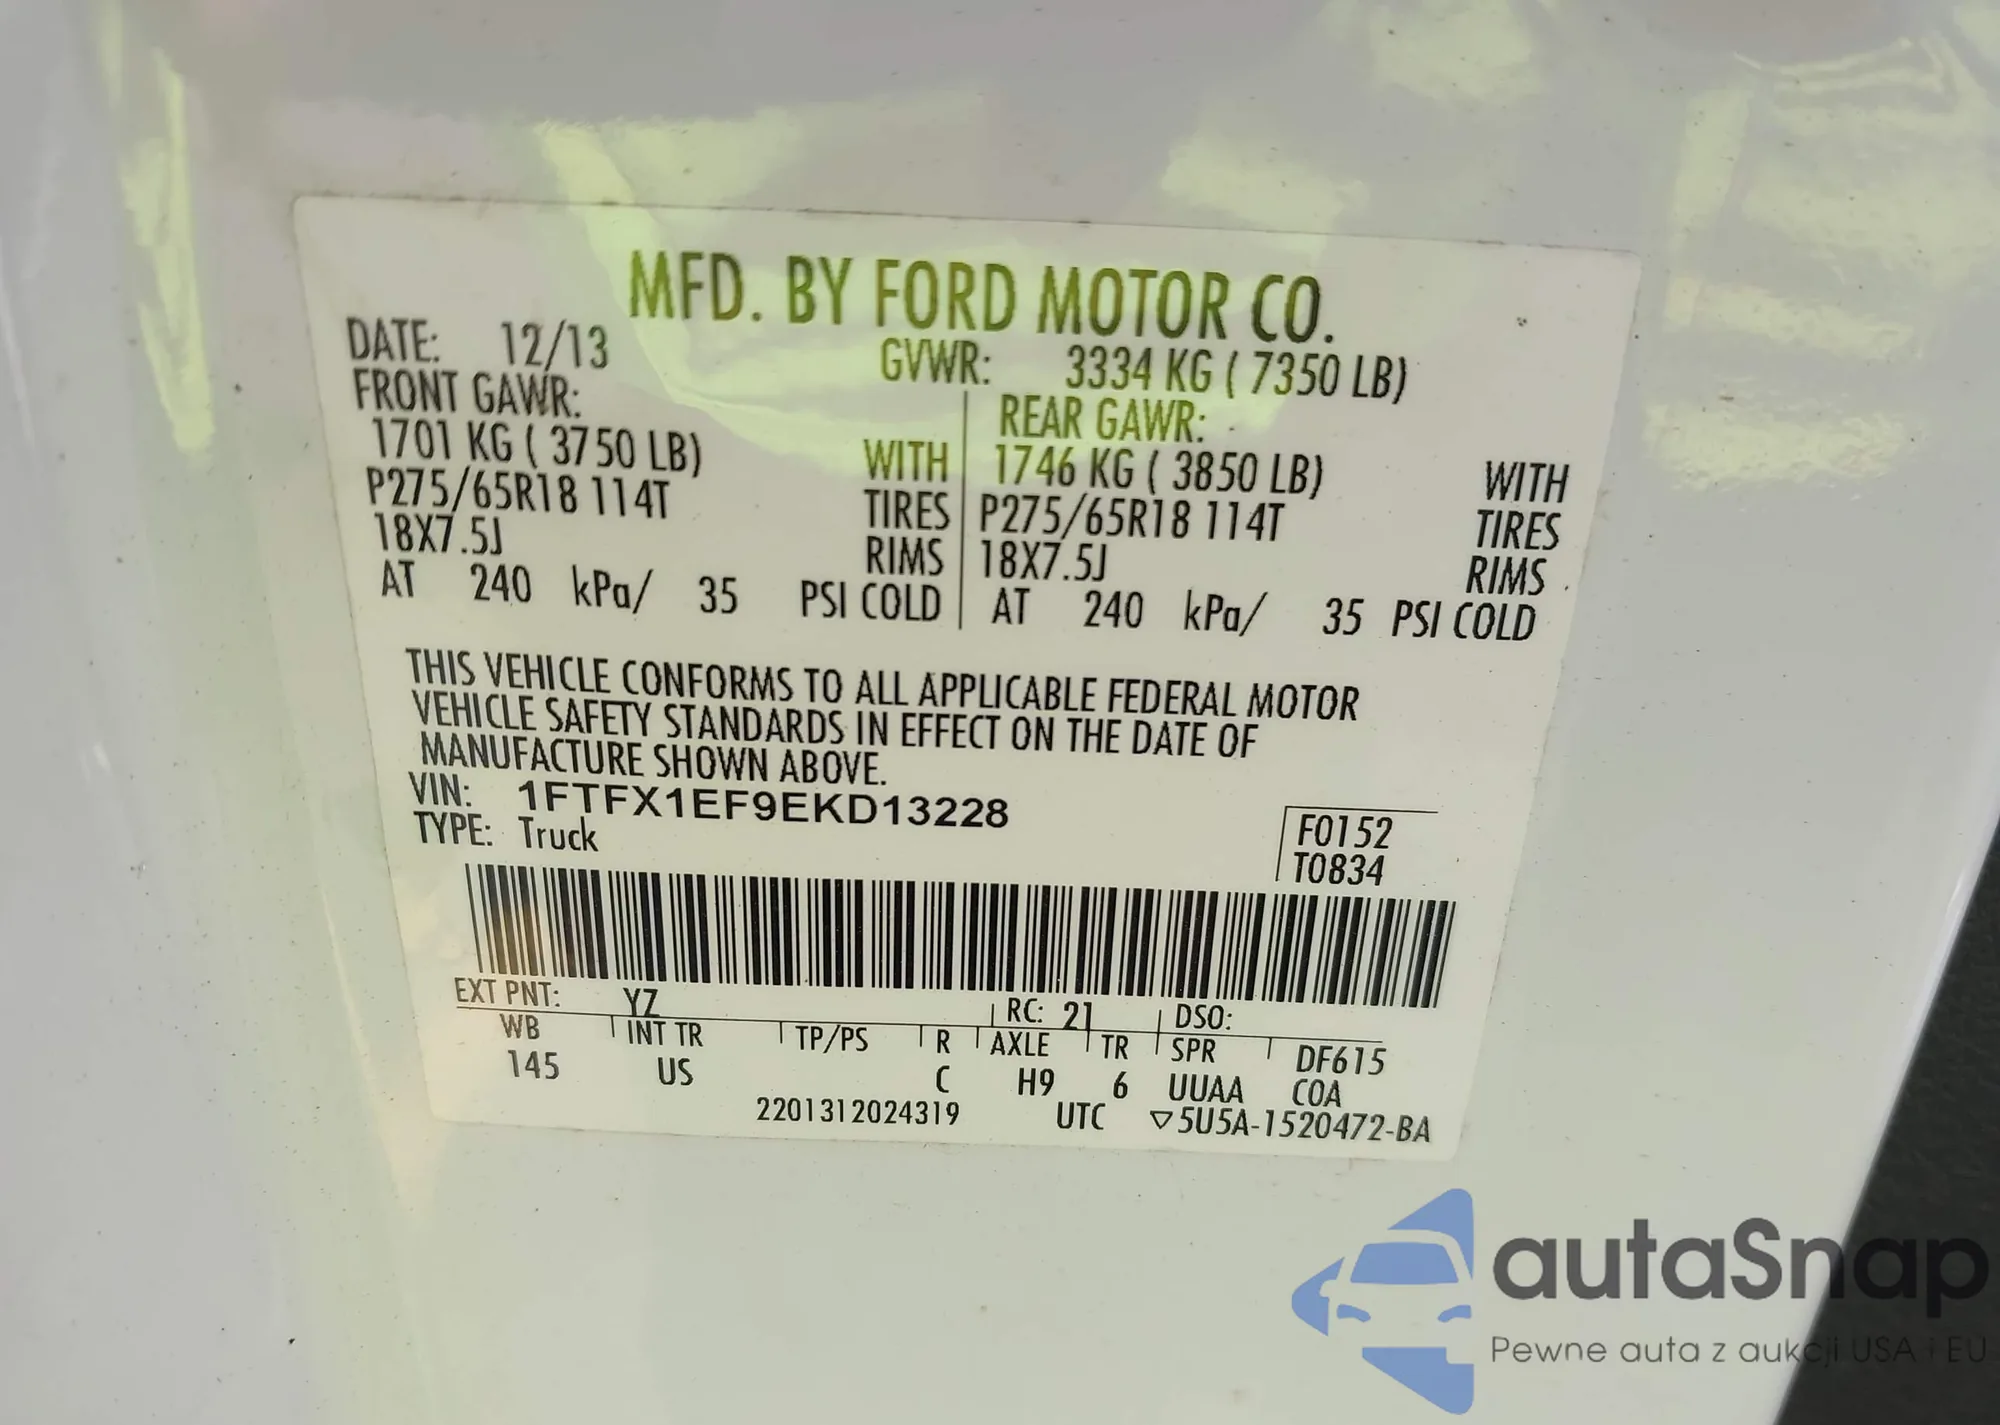 MFD. BY FORD MOTOR CO.
DATE: 12/13 GVWR: 3334 KG ( 7350 LB)
FRONT GAWR: REAR GAWR:
1701 KG ( 3750 LB) WITH 1746 KG ( 3850 LB) WITH
P275/65R18 114T TIRES P275/65R18 114T TIRES
18X7.5J RIMS 18X7.5J RIMS
AT 240 kPa/ 35 PSI COLD AT 240 kPa/ 35 PSI COLD
THIS VEHICLE CONFORMS TO ALL APPLICABLE FEDERAL MOTOR
VEHICLE SAFETY STANDARDS IN EFFECT ON THE DATE OF
MANUFACTURE SHOWN ABOVE.
VIN: 1FTFX1EF9EKD13228
TYPE: Truck
F0152
T0834
EXT PNT: YZ RC: 21 DSO:
WB INT TR TP/PS R AXLE TR SPR DF615
145 US C H9 6 UUAA COA
2201312024319 UTC ▽5U5A-1520472-BA
autaSnap
Pewne auta z aukcji USA i EU